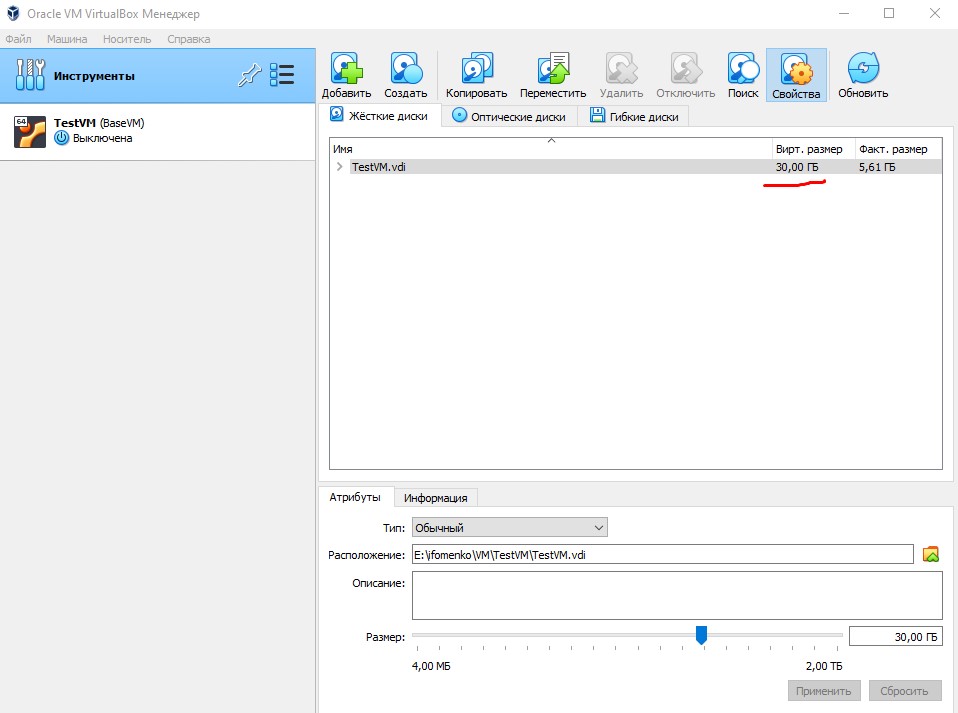 Oracle VM VirtualBox Менеджер
Файл Машина Носитель Справка
Инструменты
64
TestVM (BaseVM)
Выключена
Добавить Создать Копировать Переместить Удалить Отключить Поиск Свойства Обновить
Жёсткие диски Оптические диски Гибкие диски
Имя Вирт. размер Факт. размер
TestVM.vdi 30,00 ГБ 5,61 ГБ
Атрибуты Информация
Тип: Обычный
Расположение: E:\ifomenko\VM\TestVM\TestVM.vdi
Описание:
Размер: 30,00 ГБ
4,00 МБ 2,00 ТБ
Применить Сбросить